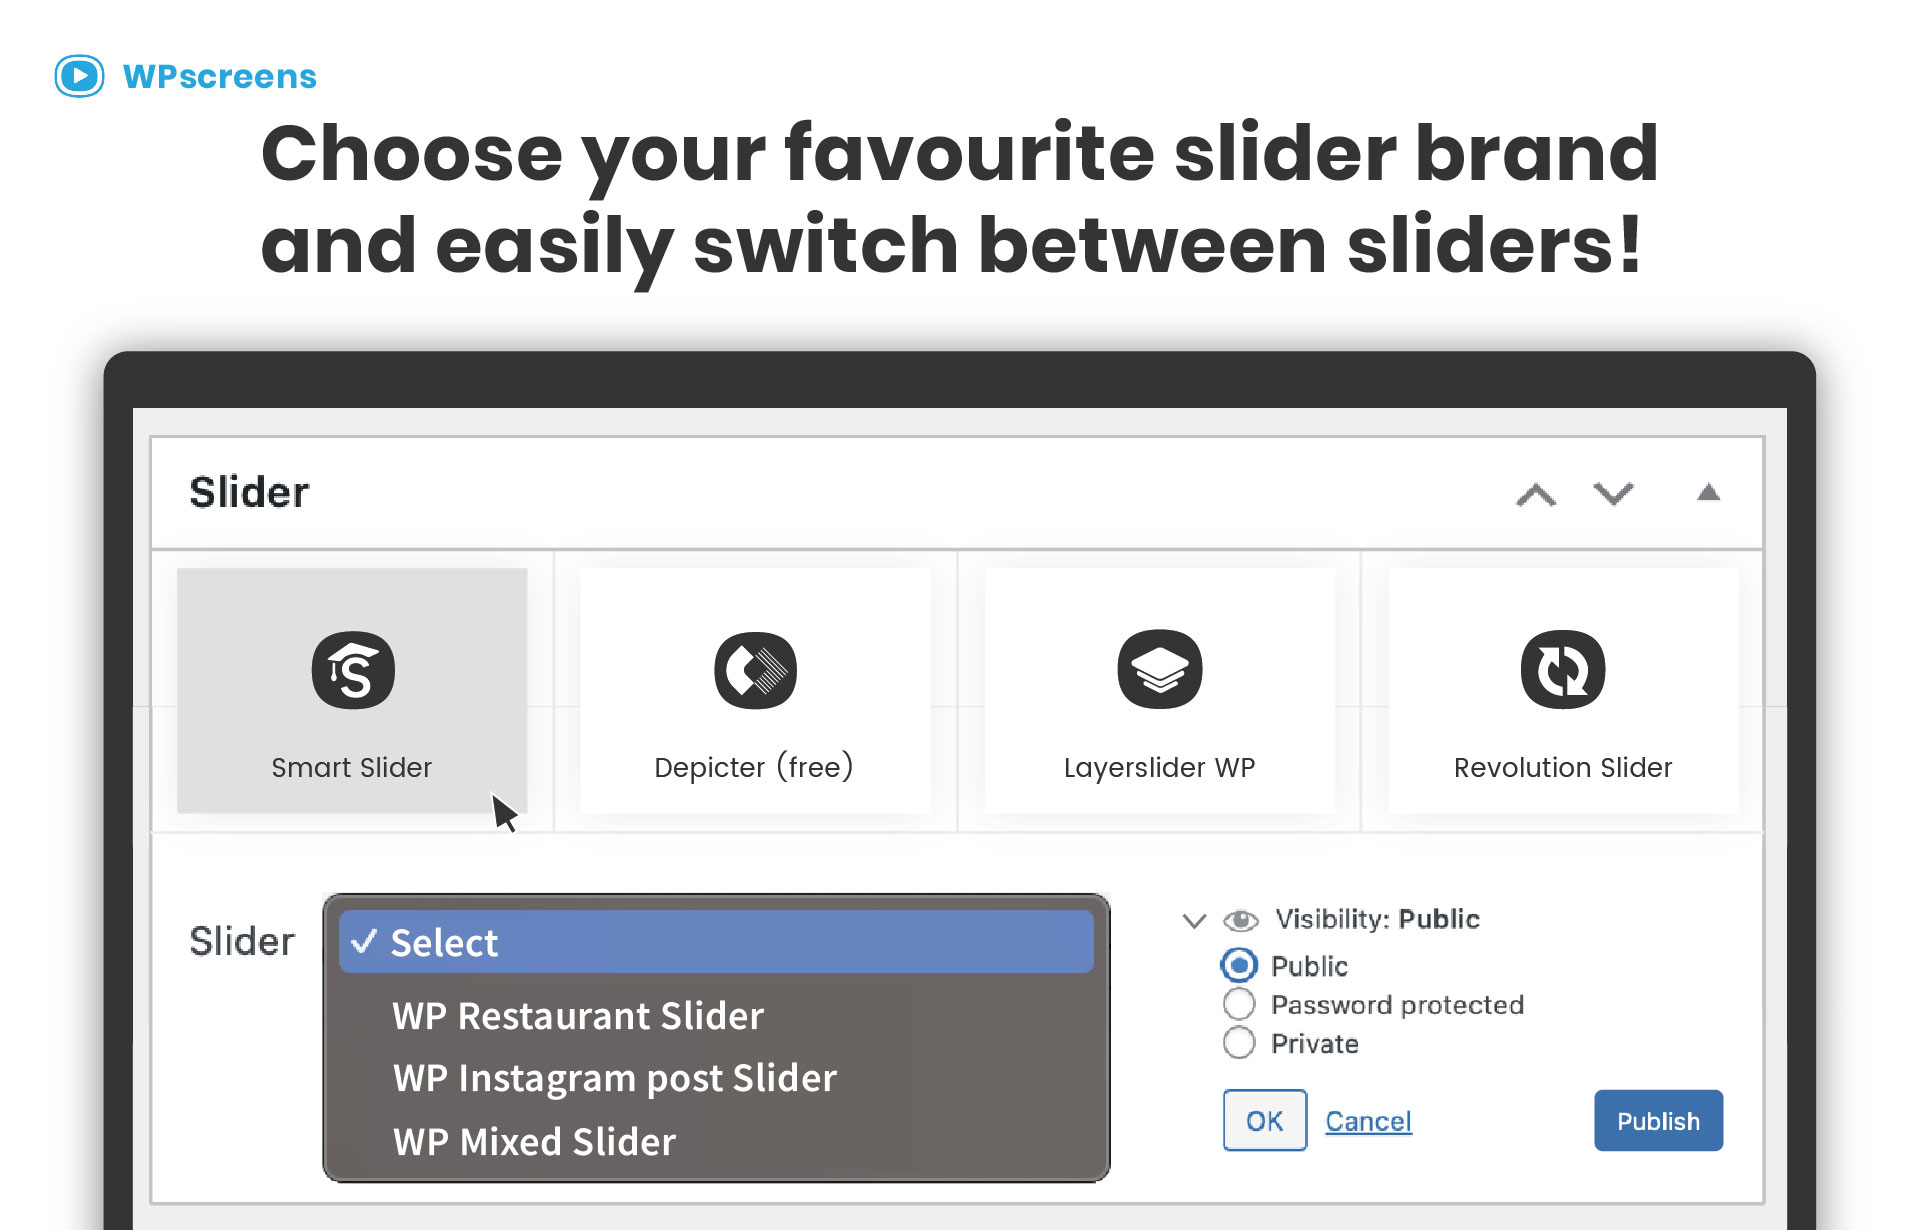 WPscreens
Choose your favourite slider brand
and easily switch between sliders!
Slider
Smart Slider
Depicter (free)
Layerslider WP
Revolution Slider
Slider
Select
WP Restaurant Slider
WP Instagram post Slider
WP Mixed Slider
Visibility: Public
Public
Password protected
Private
OK
Cancel
Publish